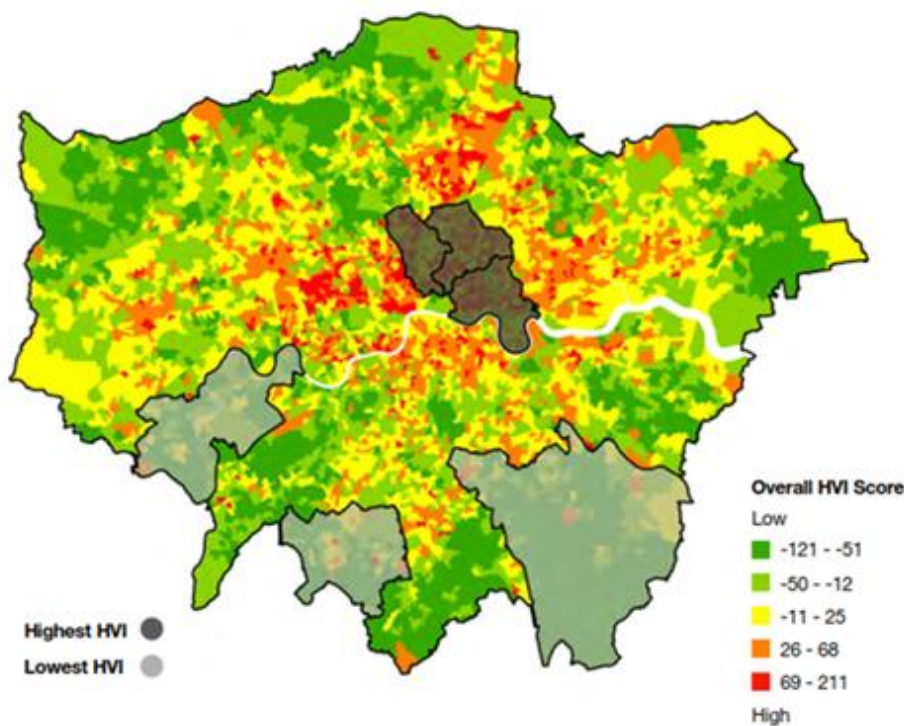 Overall HVI Score
Low
-121 - -51
-50 - -12
-11 - 25
26 - 68
69 - 211
High
Highest HVI
Lowest HVI